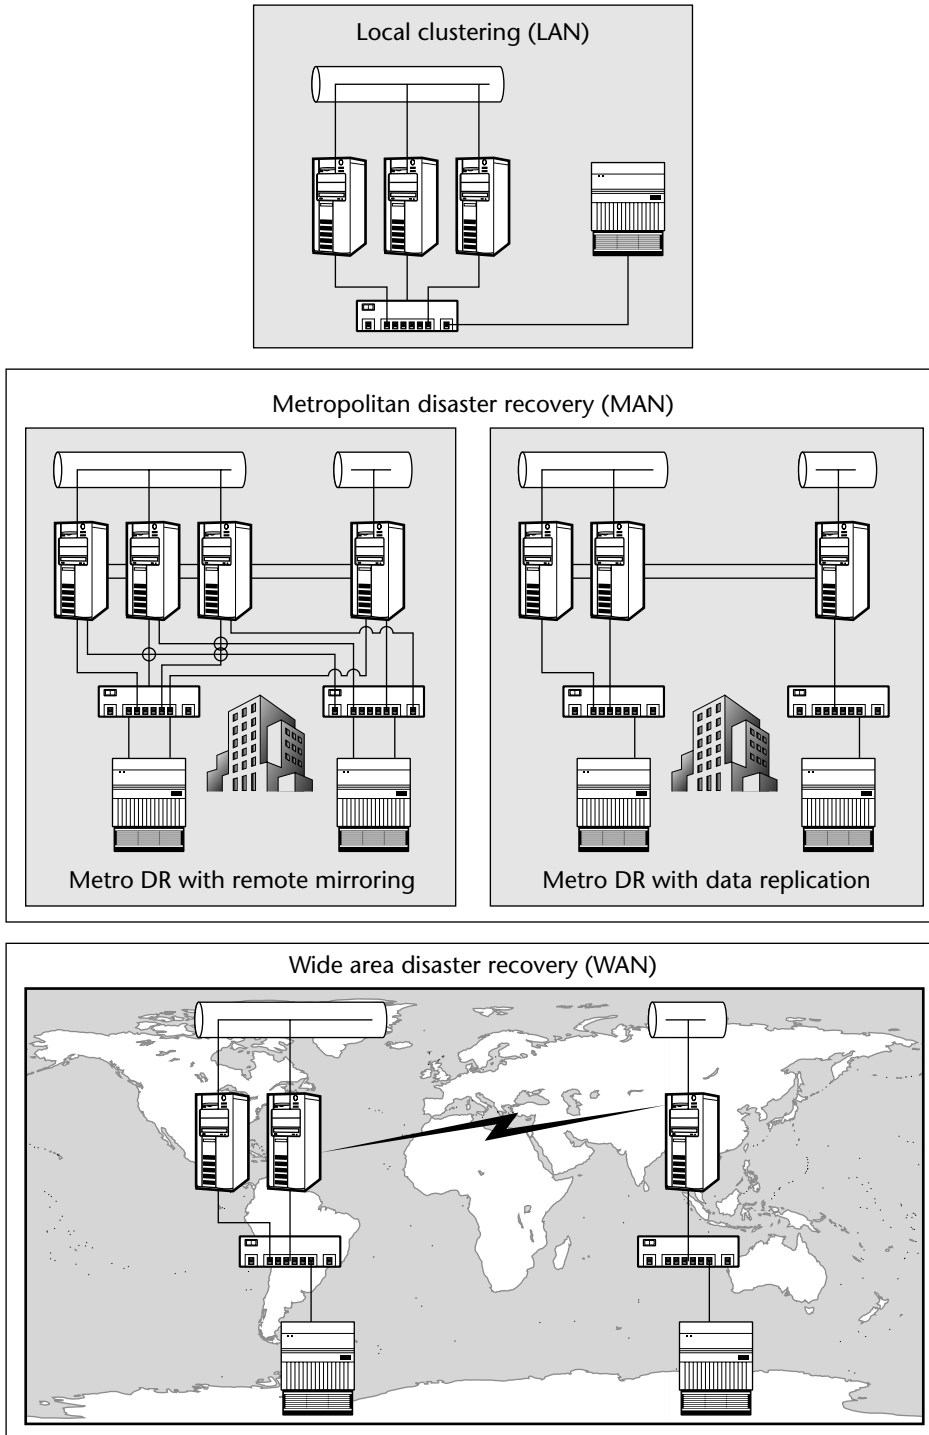 Local clustering (LAN)
Metropolitan disaster recovery (MAN)
Metro DR with remote mirroring
Metro DR with data replication
Wide area disaster recovery (WAN)